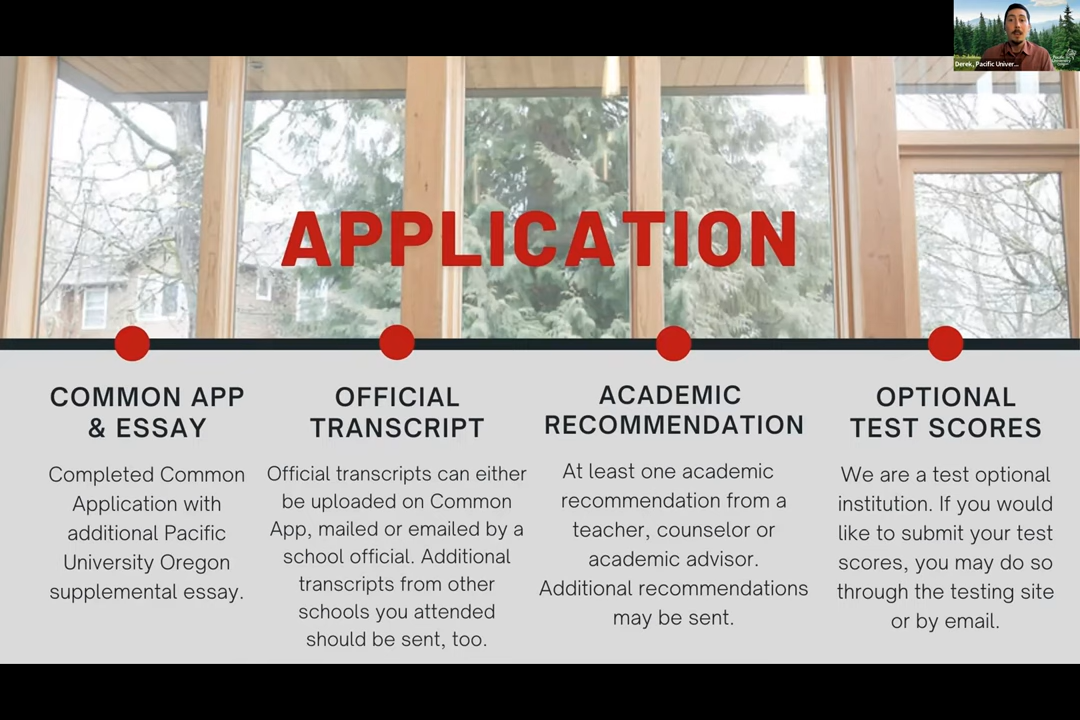 Derek, Pacific Univer...
APPLICATION
COMMON APP
& ESSAY
Completed Common
Application with
additional Pacific
University Oregon
supplemental essay.
OFFICIAL
TRANSCRIPT
Official transcripts can either
be uploaded on Common
App, mailed or emailed by a
school official. Additional
transcripts from other
schools you attended
should be sent, too.
ACADEMIC
RECOMMENDATION
At least one academic
recommendation from a
teacher, counselor or
academic advisor.
Additional recommendations
may be sent.
OPTIONAL
TEST SCORES
We are a test optional
institution. If you would
like to submit your test
scores, you may do so
through the testing site
or by email.